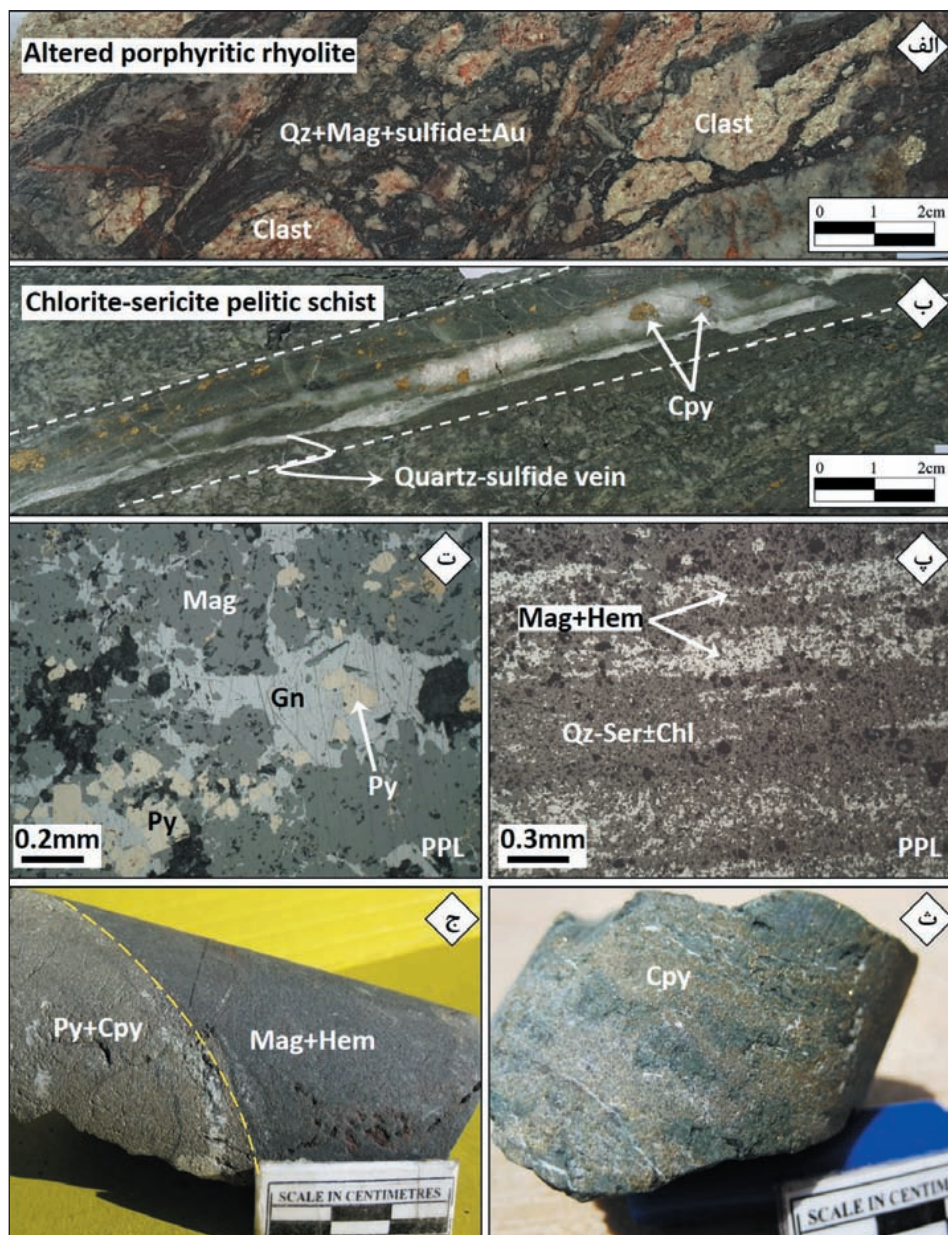 Altered porphyritic rhyolite
الف
Qz+Mag+sulfide±Au
Clast
Clast
0 1 2cm
Chlorite-sericite pelitic schist
ب
Cpy
Quartz-sulfide vein
0 1 2cm
پ
Mag+Hem
Qz-Ser±Chl
0.3mm
PPL
ت
Mag
Gn
Py
Py
0.2mm
PPL
ث
Cpy
SCALE IN CENTIM
ج
Py+Cpy
Mag+Hem
SCALE IN CENTIMETRES